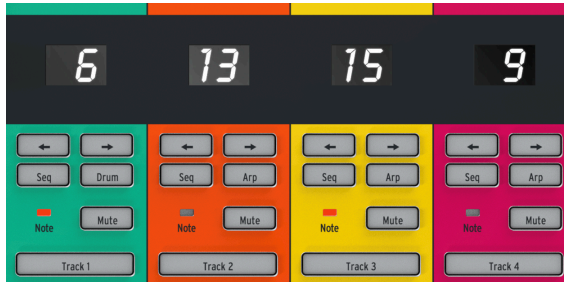 6 13 15 9
Seq Drum Seq Arp Seq Arp Seq Arp
Note Mute Note Mute Note Mute Note Mute
Track 1 Track 2 Track 3 Track 4